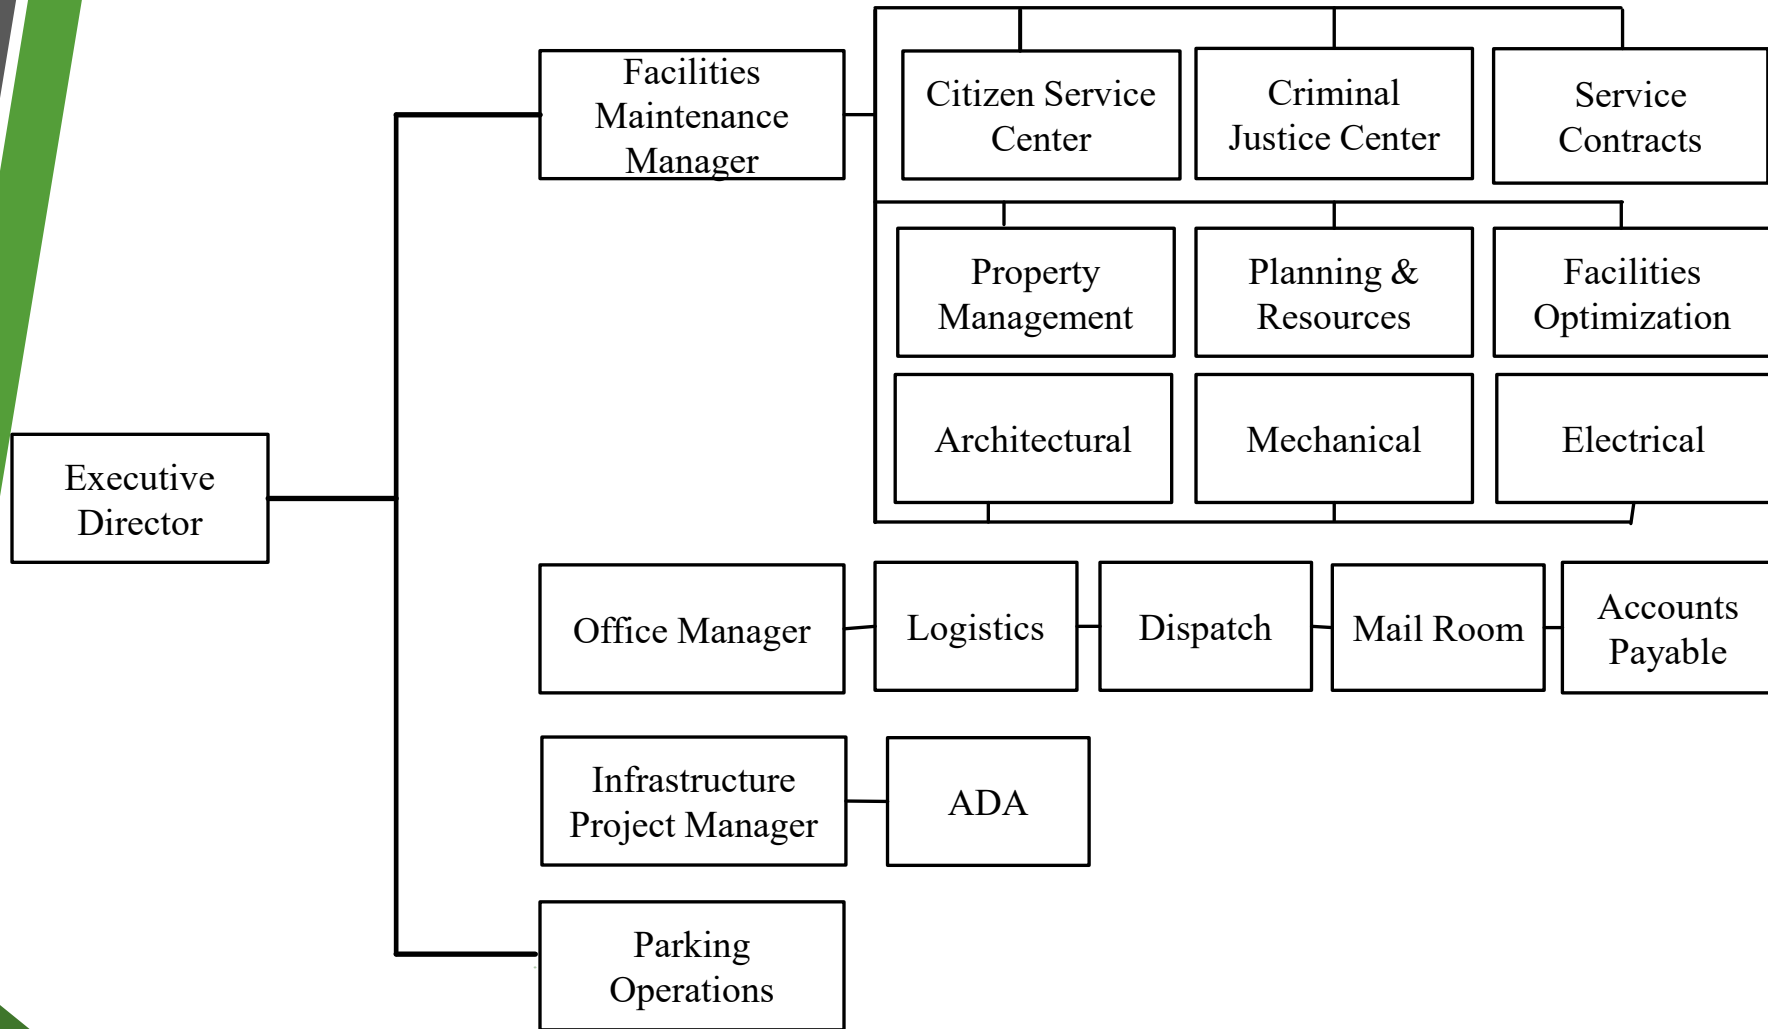 Facilities
Maintenance
Manager
Citizen Service
Center
Criminal
Justice Center
Service
Contracts
Property
Management
Planning &
Resources
Facilities
Optimization
Architectural
Mechanical
Electrical
Executive
Director
Office Manager
Logistics
Dispatch
Mail Room
Accounts
Payable
Infrastructure
Project Manager
ADA
Parking
Operations